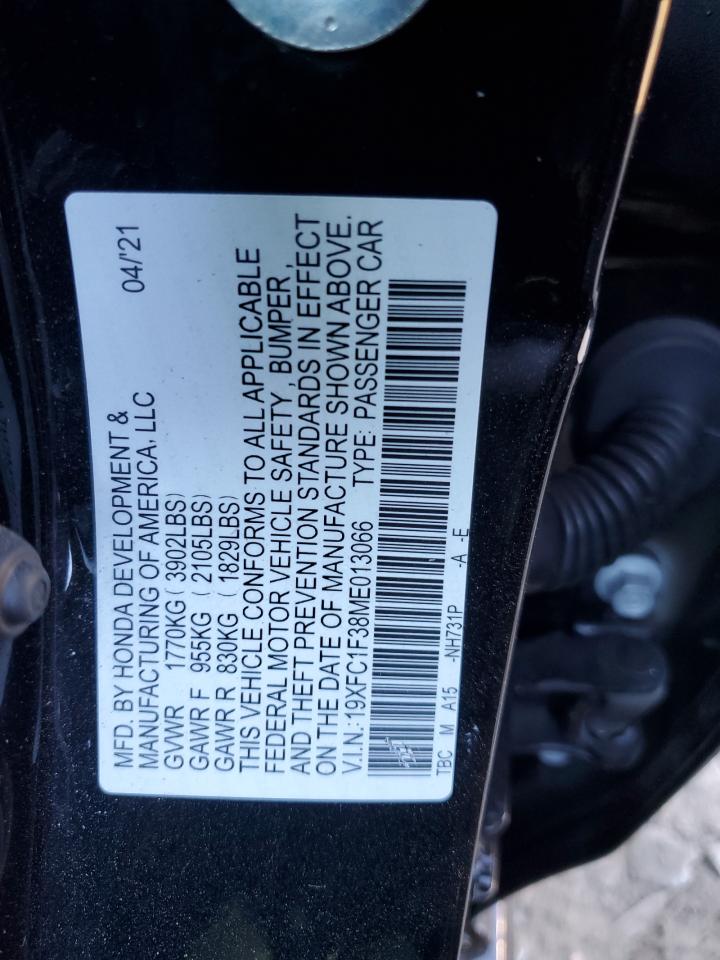 MFD. BY HONDA DEVELOPMENT & 04/'21
MANUFACTURING OF AMERICA, LLC
GVWR 1770KG (3902LBS)
GAWR F 955KG (2105LBS)
GAWR R 830KG (1829LBS)
THIS VEHICLE CONFORMS TO ALL APPLICABLE
FEDERAL MOTOR VEHICLE SAFETY, BUMPER,
AND THEFT PREVENTION STANDARDS IN EFFECT
ON THE DATE OF MANUFACTURE SHOWN ABOVE.
V.I.N.:19XFC1F38ME013066 TYPE: PASSENGER CAR
TBC M A15 -NH731P -A -E